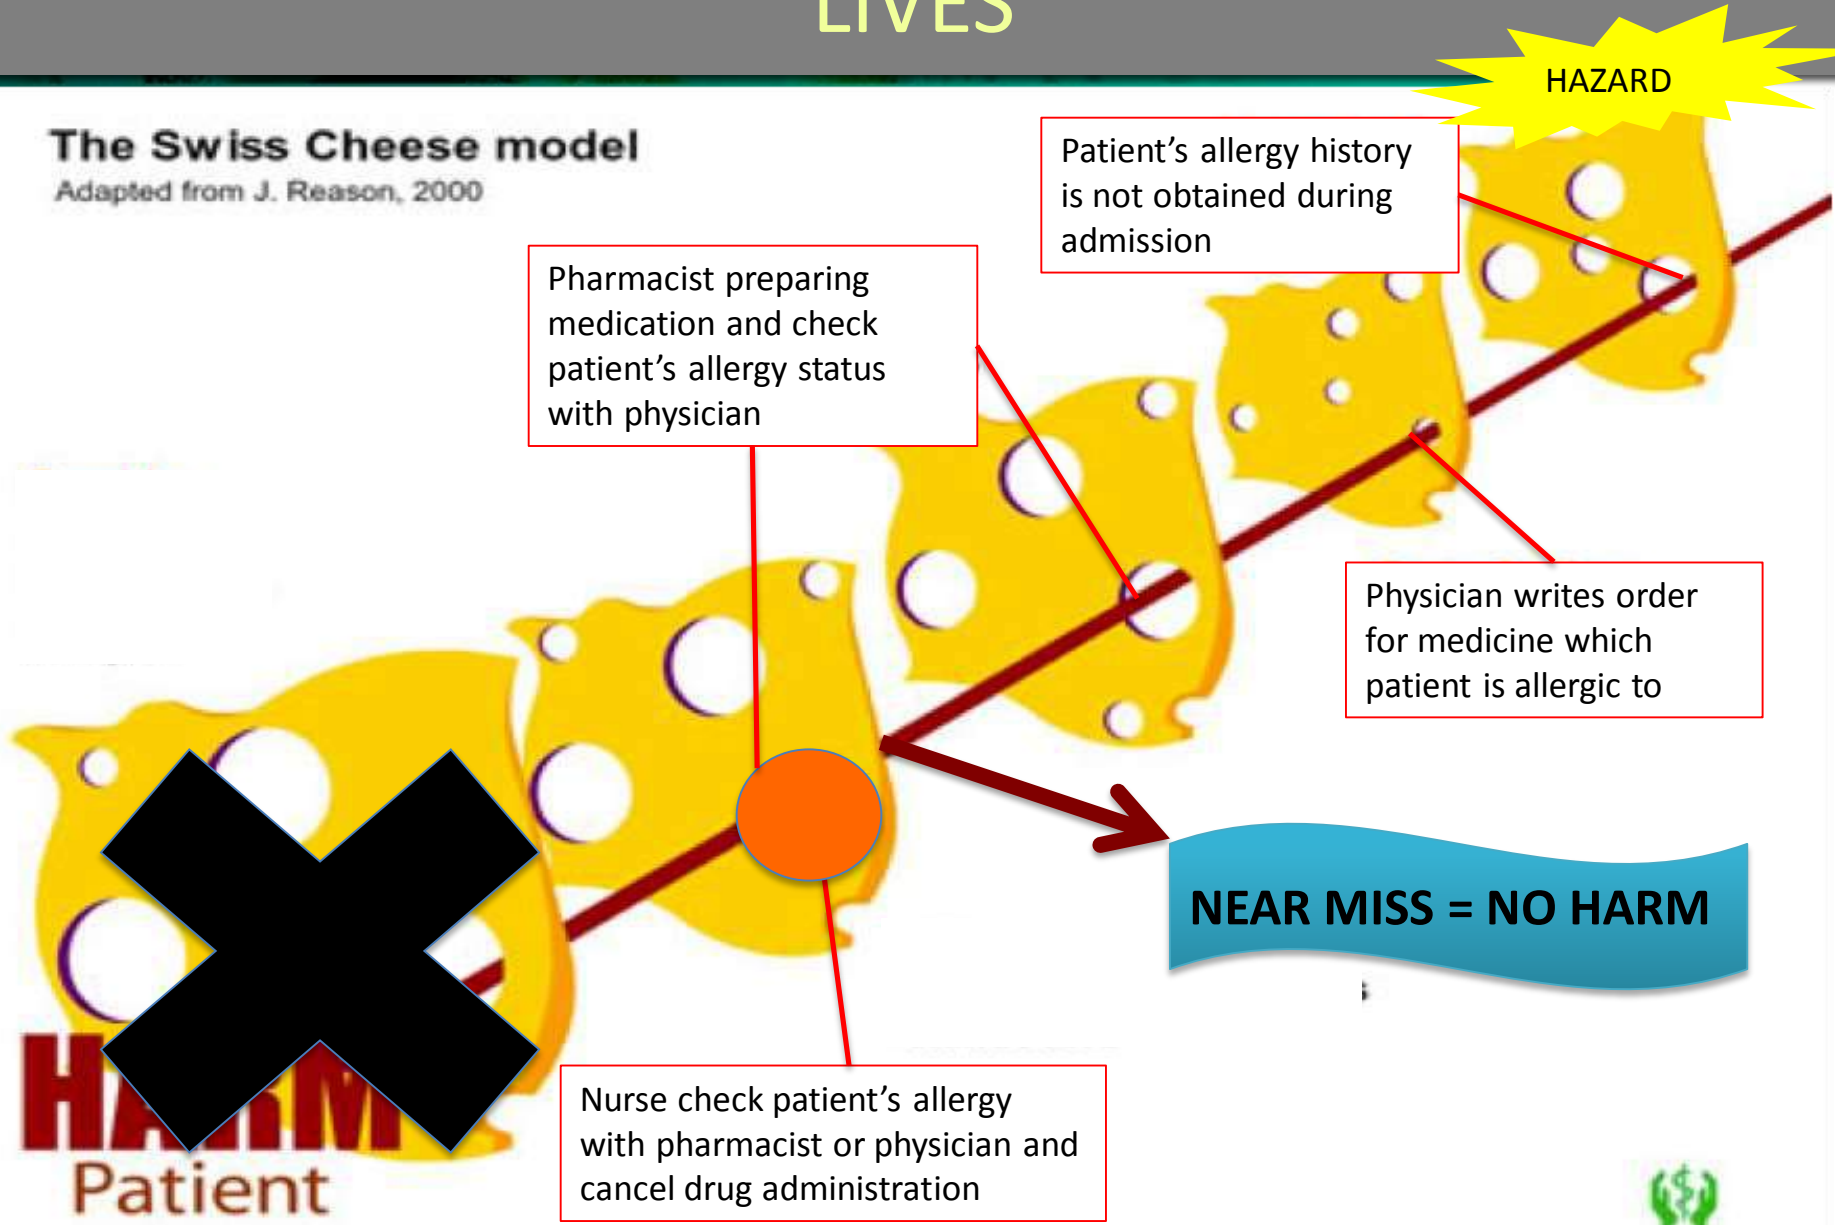 LIVES
HAZARD
The Swiss Cheese model
Adapted from J. Reason, 2000
Patient’s allergy history
is not obtained during
admission
Pharmacist preparing
medication and check
patient’s allergy status
with physician
Physician writes order
for medicine which
patient is allergic to
NEAR MISS = NO HARM
HARM
Patient
Nurse check patient’s allergy
with pharmacist or physician and
cancel drug administration